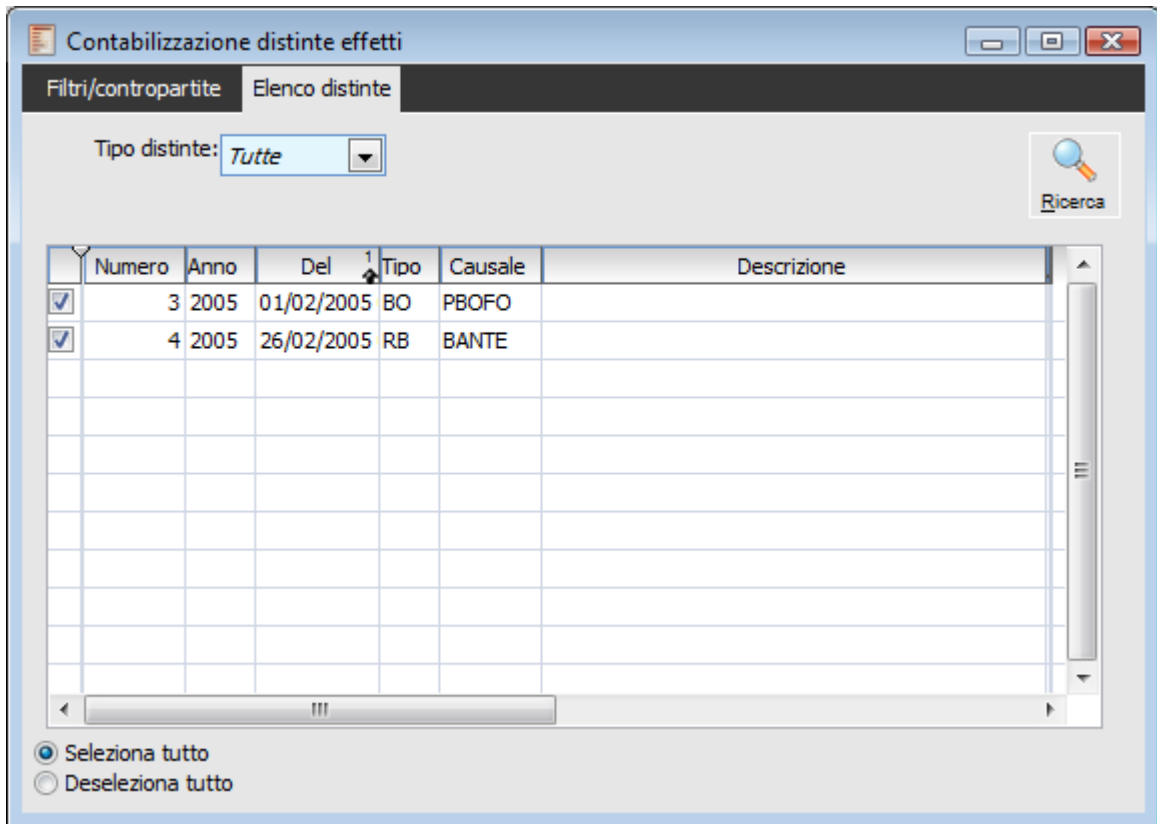 Contabilizzazione distinte effetti
Filtri/contropartite Elenco distinte
Tipo distinte: Tutte
Ricerca
Numero Anno Del 1 Tipo Causale Descrizione
3 2005 01/02/2005 BO PBOFO
4 2005 26/02/2005 RB BANTE
Seleziona tutto
Deseleziona tutto